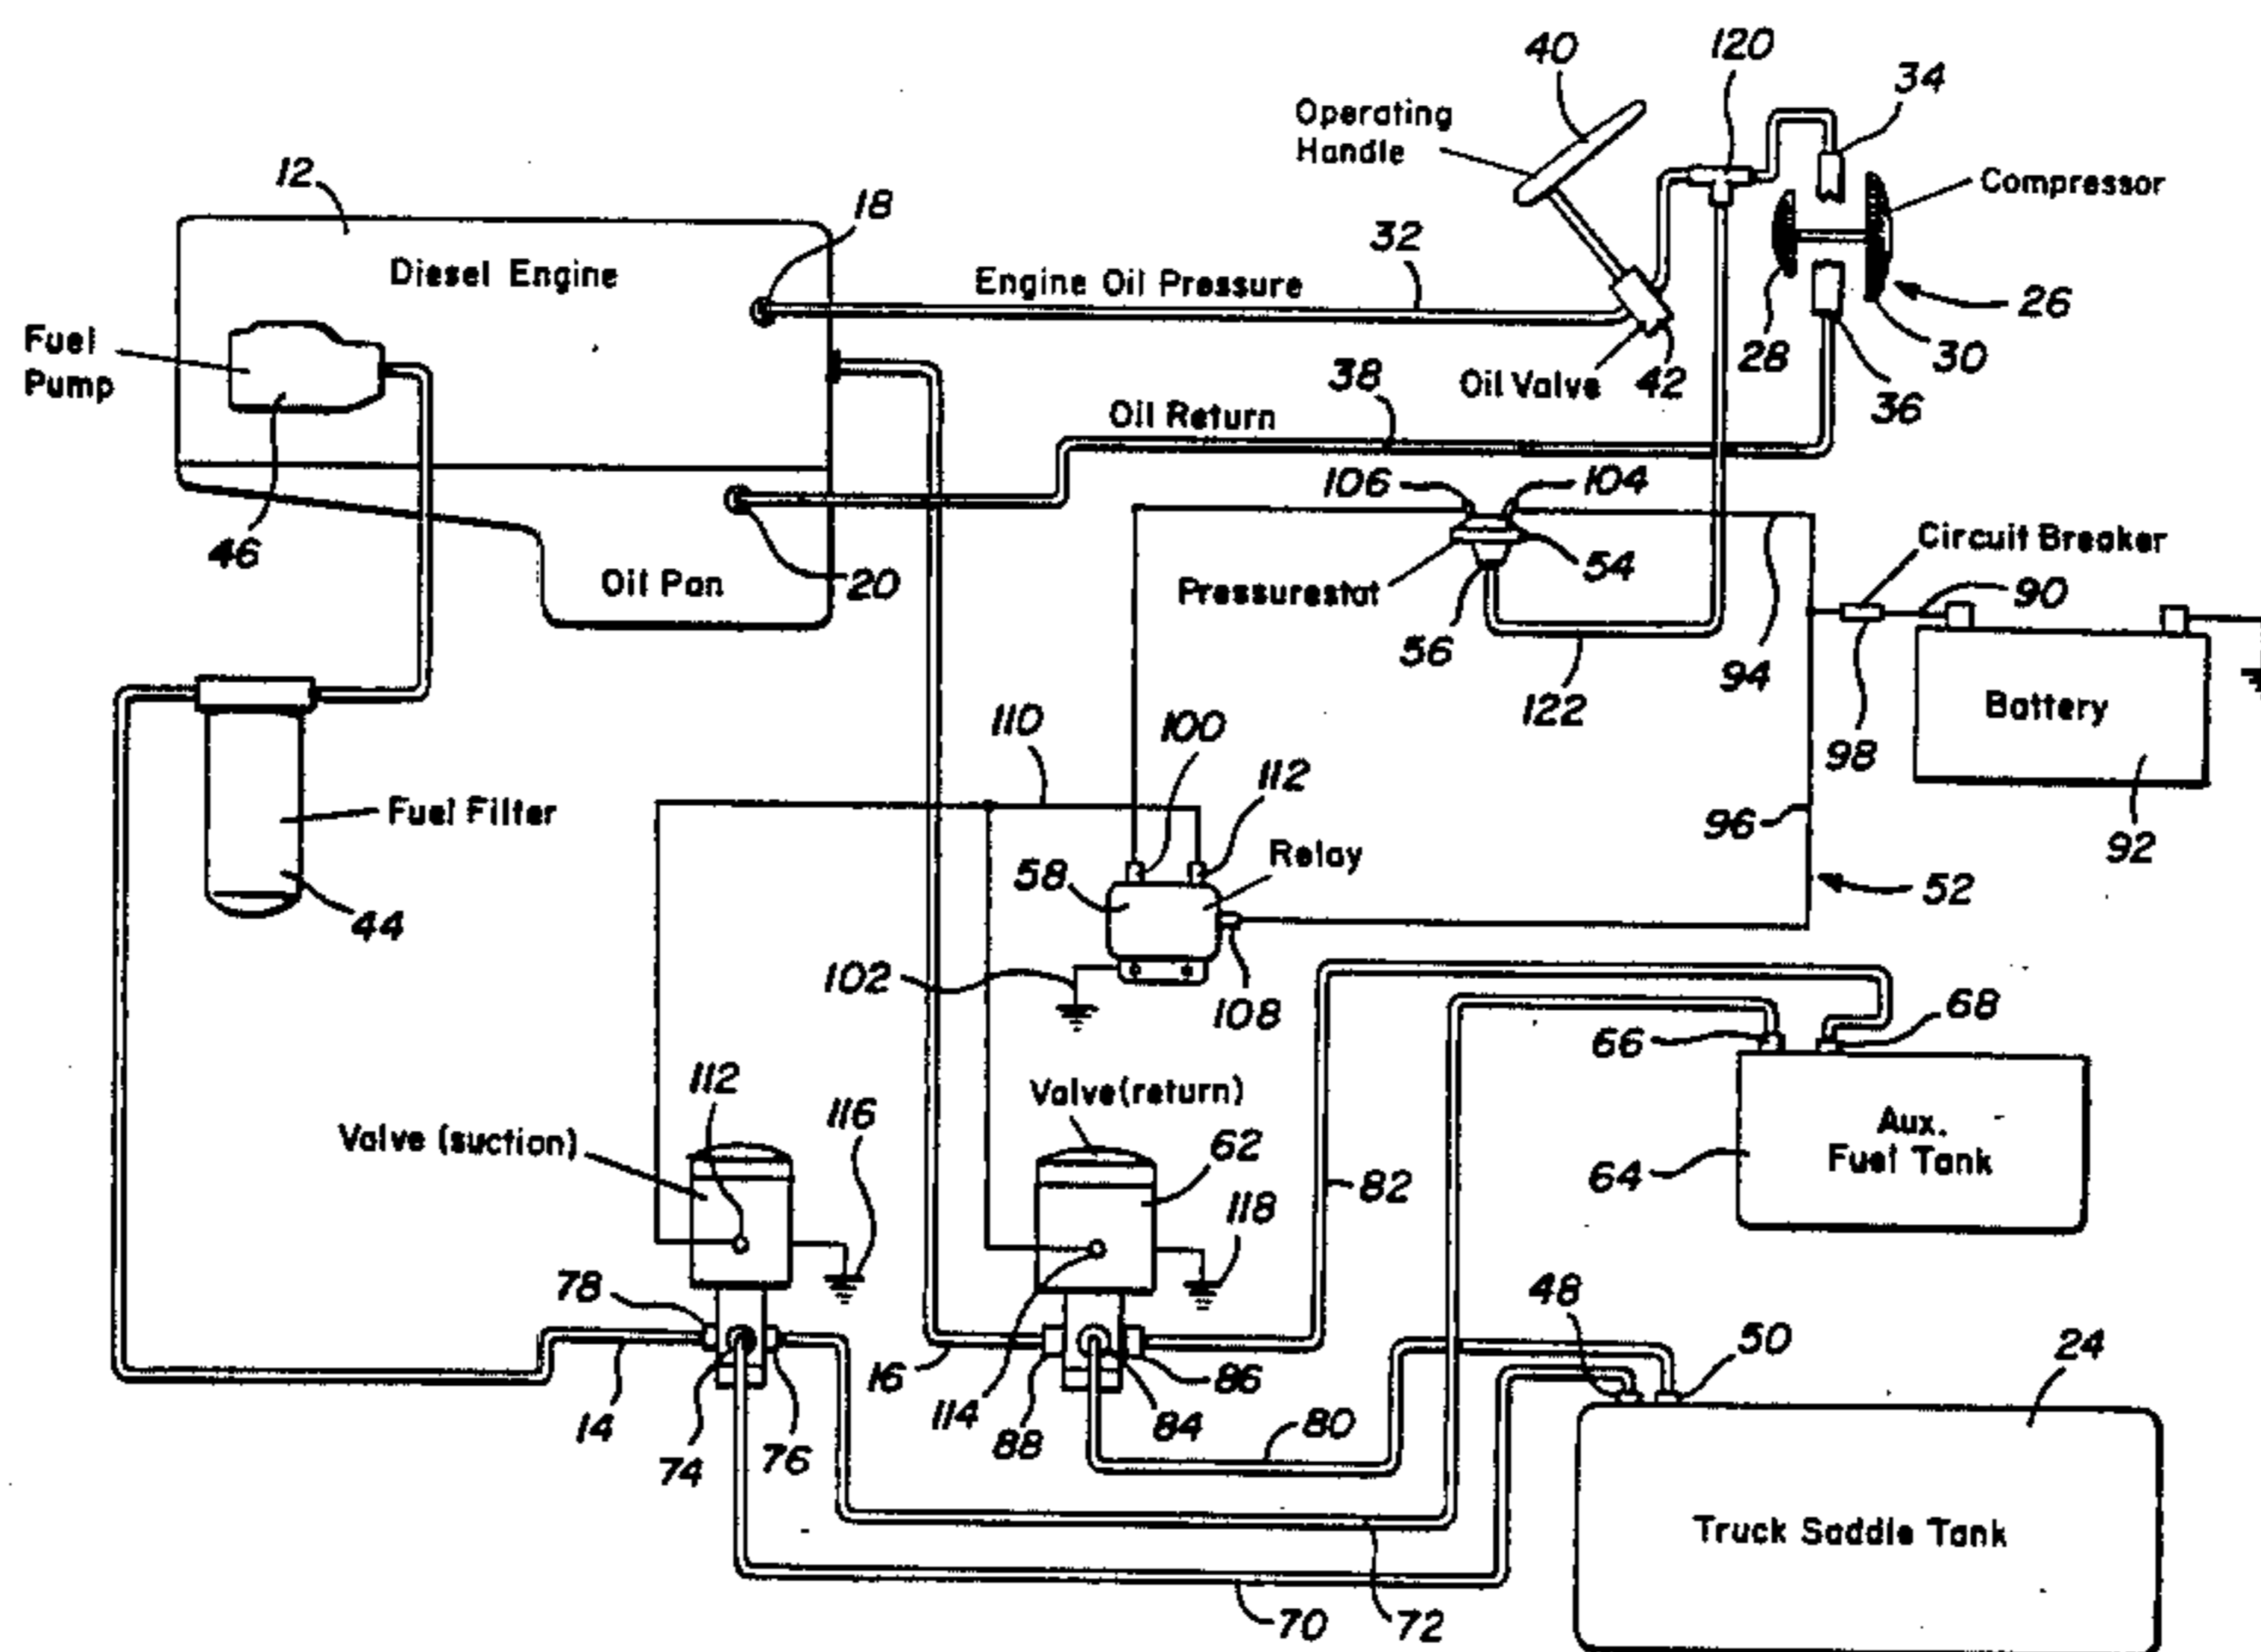 40
120
34
Operating
Handle
12
18
Compressor
32
Diesel Engine
Engine Oil Pressure
26
28
30
Fuel
Pump
38
Oil Valve
42
36
Oil Return
106
104
46
Circuit Breaker
Oil Pan
20
54
Pressurestat
90
56
94
122
98
Battery
110
100
112
Fuel Filter
96
92
Relay
58
52
44
102
108
68
66
112
Valve (return)
116
Aux.
Fuel Tank
Valve (suction)
62
64
82
118
78
48
50
24
16
86
14
114
88
84
80
74
76
Truck Saddle Tank
70
72